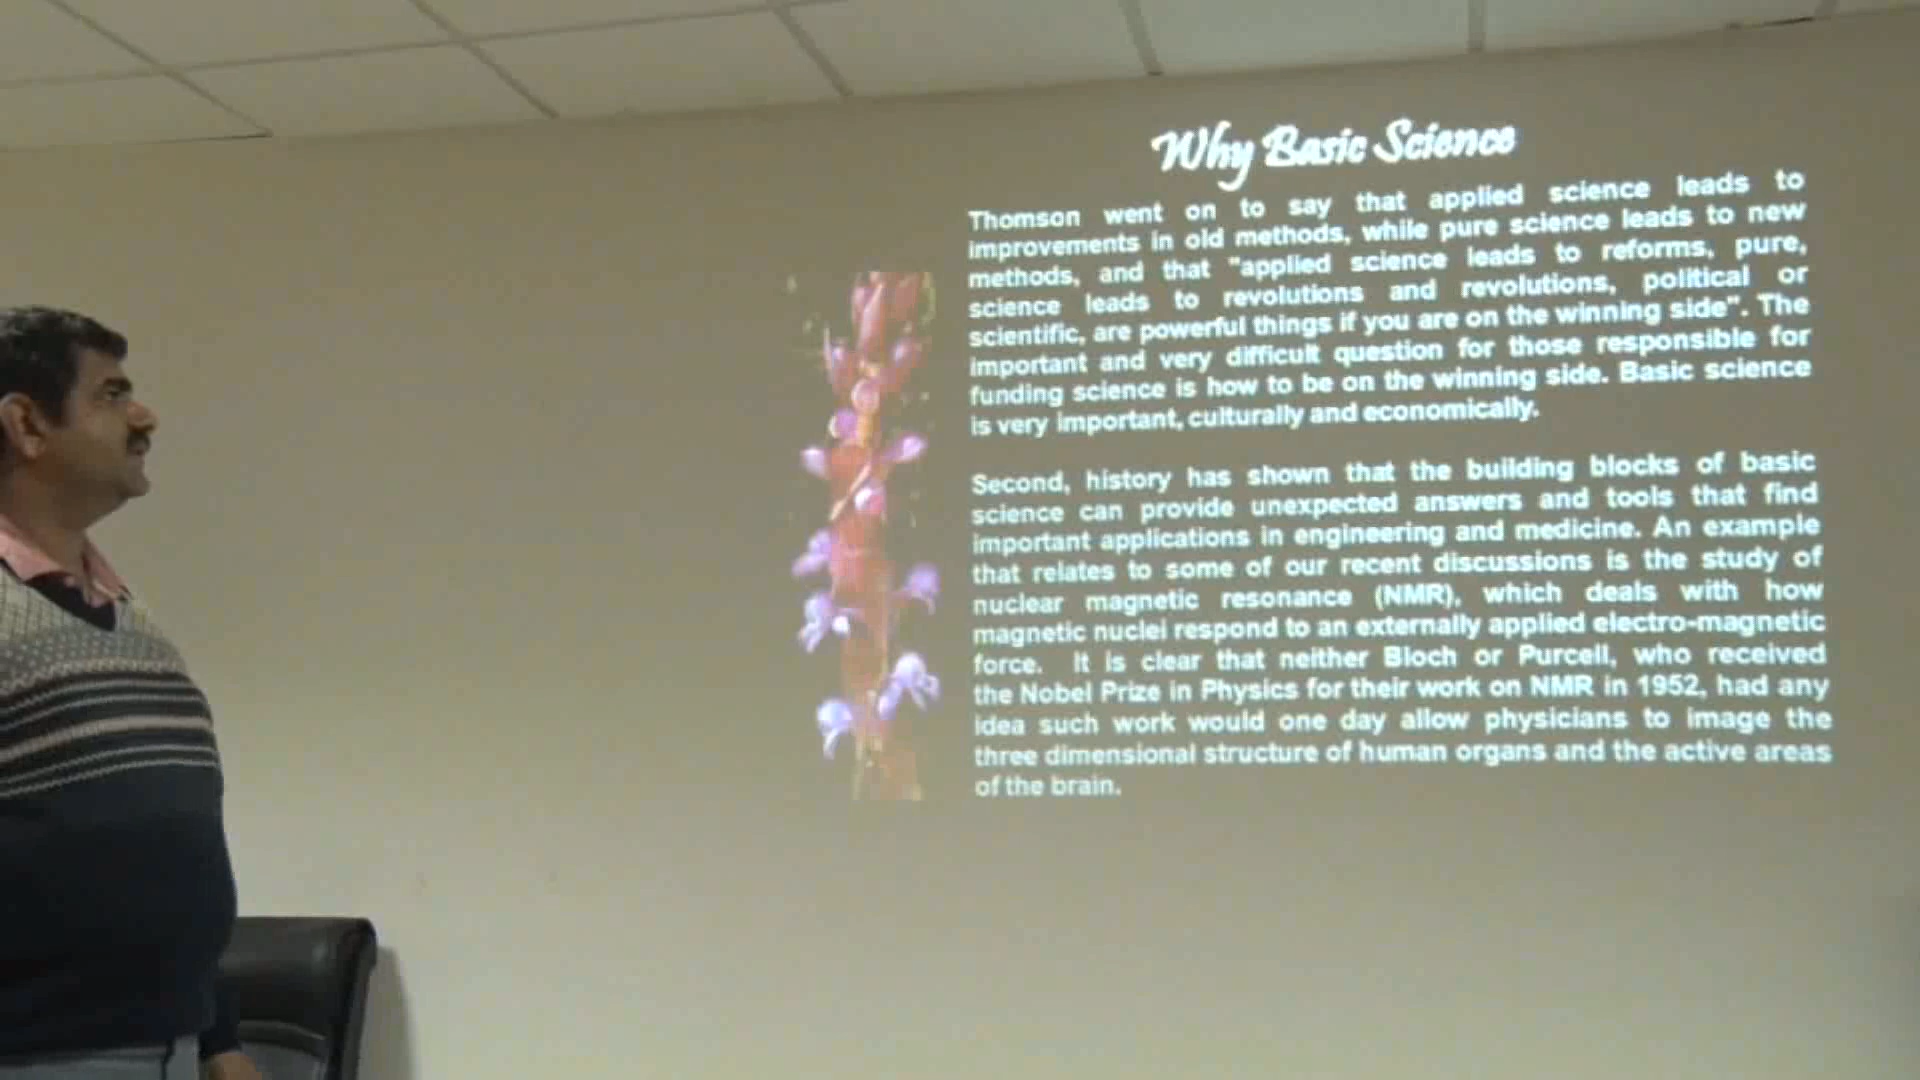 Why Basic Science
Thomson went on to say that applied science leads to
improvements in old methods, while pure science leads to new
methods, and that "applied science leads to reforms, pure,
science leads to revolutions and revolutions, political or
scientific, are powerful things if you are on the winning side". The
important and very difficult question for those responsible for
funding science is how to be on the winning side. Basic science
is very important, culturally and economically.
Second, history has shown that the building blocks of basic
science can provide unexpected answers and tools that find
important applications in engineering and medicine. An example
that relates to some of our recent discussions is the study of
nuclear magnetic resonance (NMR), which deals with how
magnetic nuclei respond to an externally applied electro-magnetic
force. It is clear that neither Bloch or Purcell, who received
the Nobel Prize in Physics for their work on NMR in 1952, had any
idea such work would one day allow physicians to image the
three dimensional structure of human organs and the active areas
of the brain.